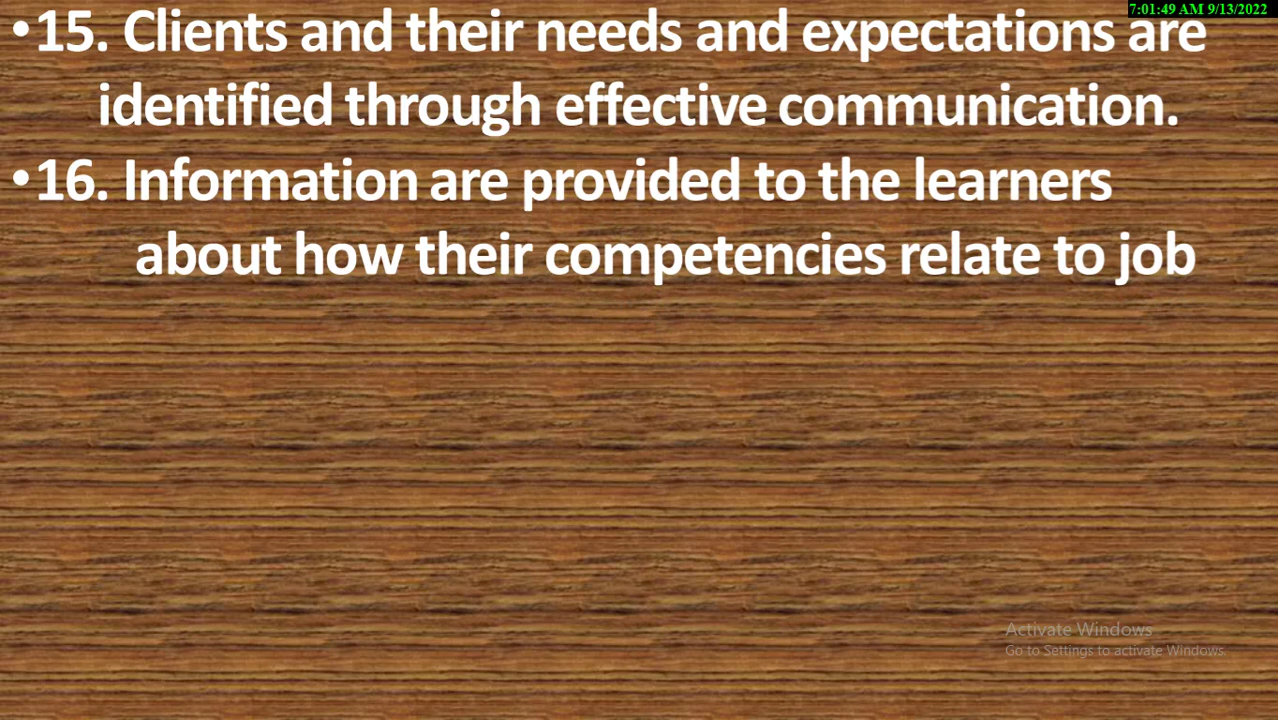 7:01:49 AM 9/13/2022
•15. Clients and their needs and expectations are
identified through effective communication.
•16. Information are provided to the learners
about how their competencies relate to job
Activate Windows
Go to Settings to activate Windows.